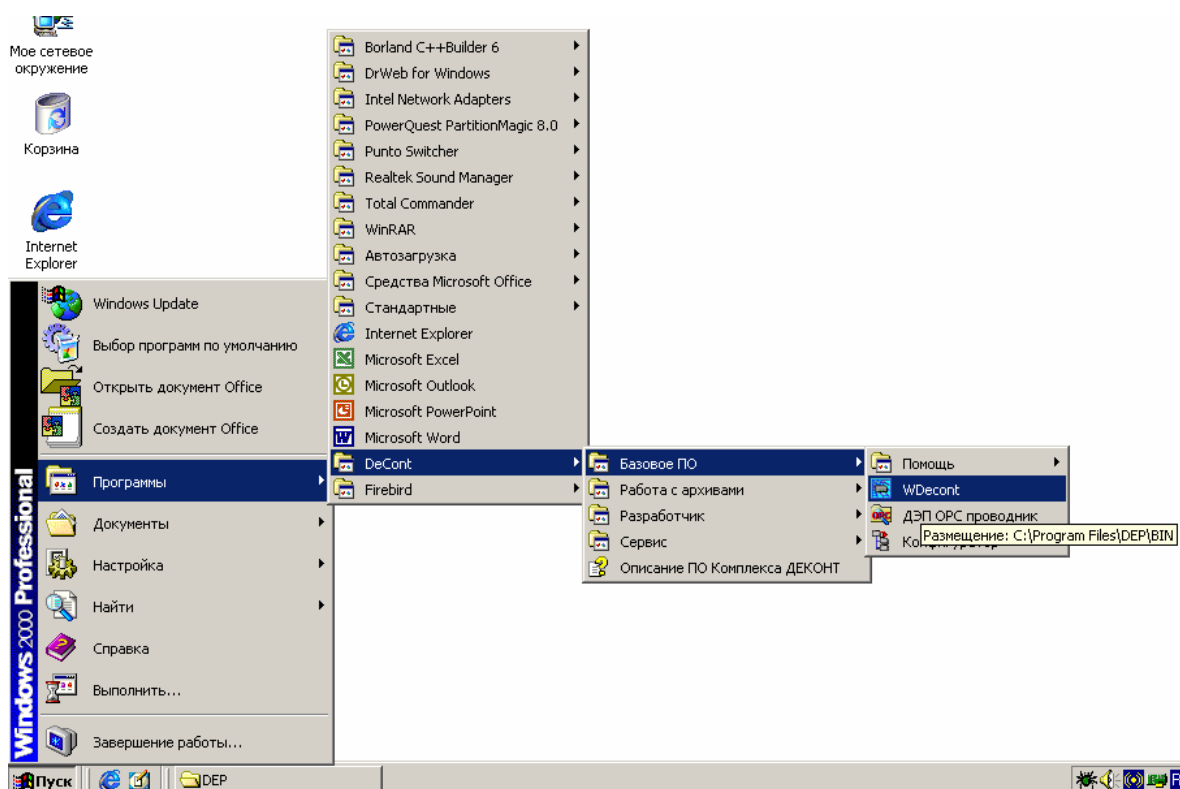 Мое сетевое
окружение
Корзина
Internet
Explorer
Windows 2000 Professional
Windows Update
Выбор программ по умолчанию
Открыть документ Office
Создать документ Office
Программы
Документы
Настройка
Найти
Справка
Выполнить...
Завершение работы...
Borland C++Builder 6
DrWeb for Windows
Intel Network Adapters
PowerQuest PartitionMagic 8.0
Punto Switcher
Realtek Sound Manager
Total Commander
WinRAR
Автозагрузка
Средства Microsoft Office
Стандартные
Internet Explorer
Microsoft Excel
Microsoft Outlook
Microsoft PowerPoint
Microsoft Word
DeCont
Firebird
Базовое ПО
Работа с архивами
Разработчик
Сервис
Описание ПО Комплекса ДЕКОНТ
Помощь
WDecont
ДЭП OPC проводник
Размещение: C:\Program Files\DEP\BIN
Пуск
DEP